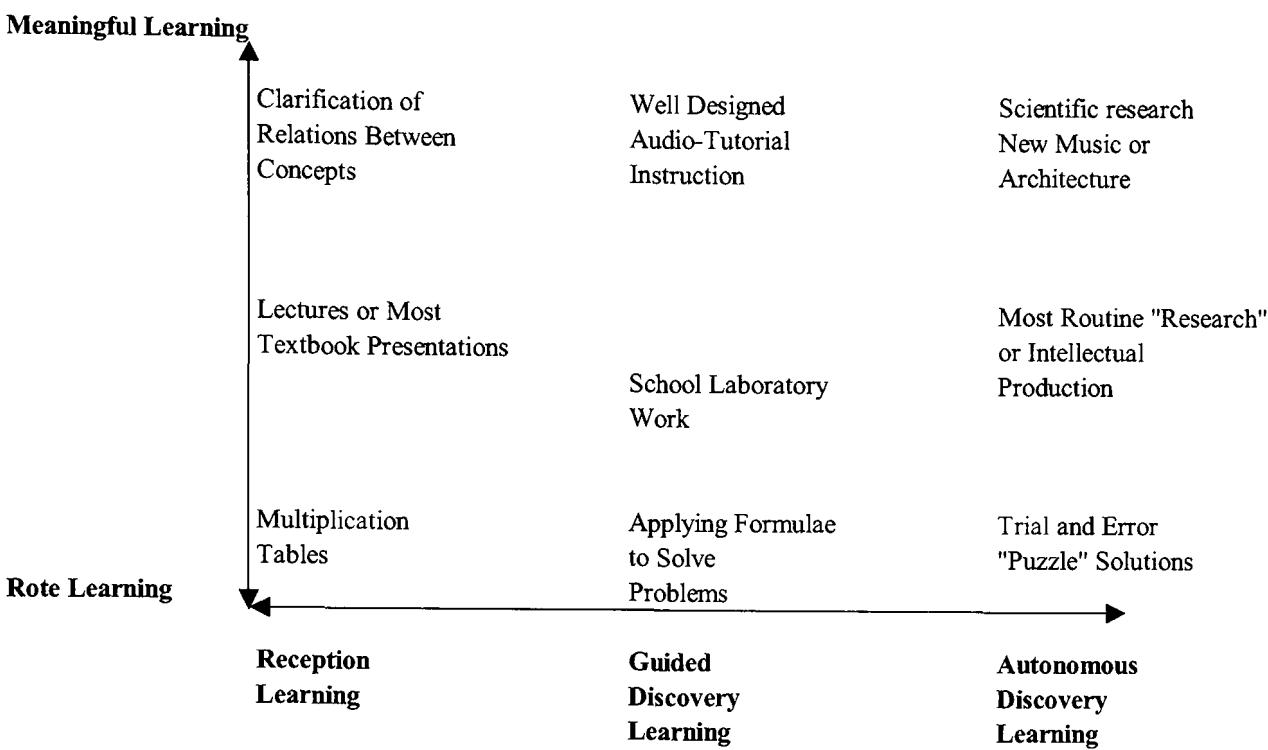 Meaningful Learning
Clarification of
Relations Between
Concepts
Well Designed
Audio-Tutorial
Instruction
Scientific research
New Music or
Architecture
Lectures or Most
Textbook Presentations
School Laboratory
Work
Most Routine "Research"
or Intellectual
Production
Multiplication
Tables
Applying Formulae
to Solve
Problems
Trial and Error
"Puzzle" Solutions
Rote Learning
Reception
Learning
Guided
Discovery
Learning
Autonomous
Discovery
Learning